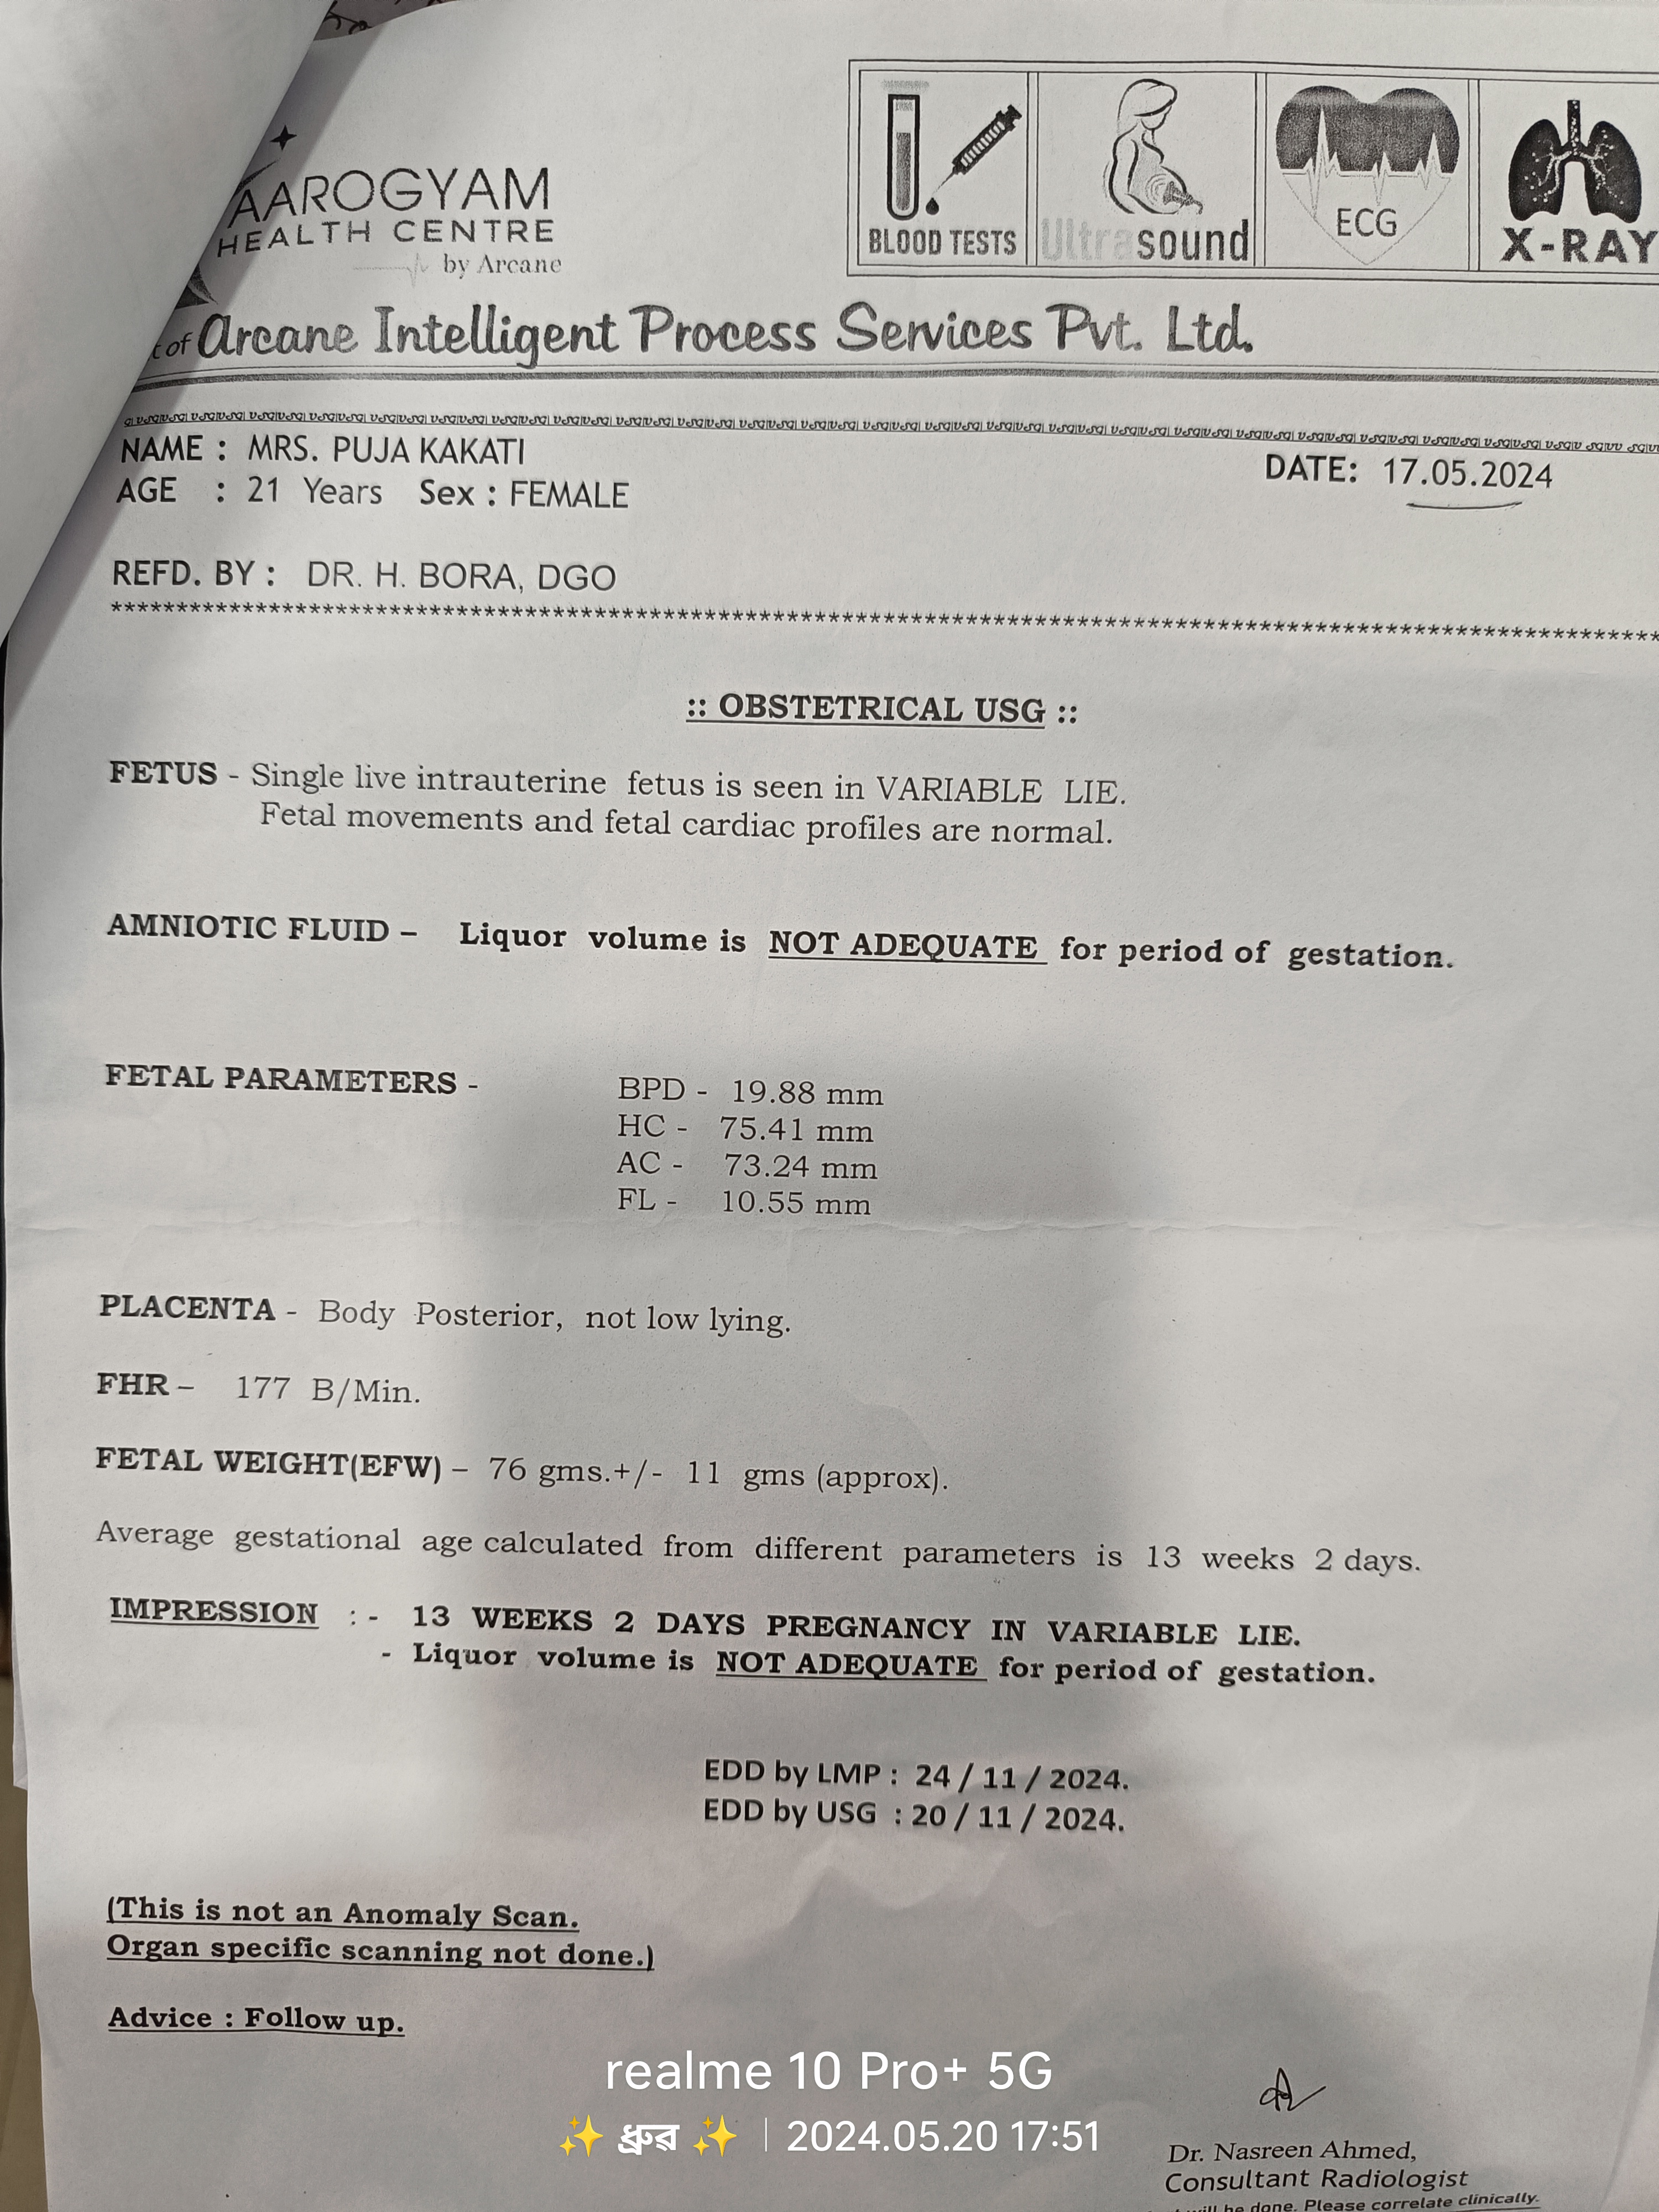 AAROGYAM
HEALTH CENTRE
by Arcane
BLOOD TESTS
Ultrasound
ECG
X-RAY
of Arcane Intelligent Process Services Pvt. Ltd.
NAME : MRS. PUJA KAKATI
DATE: 17.05.2024
AGE : 21 Years Sex : FEMALE
REFD. BY : DR. H. BORA, DGO
:: OBSTETRICAL USG ::
FETUS - Single live intrauterine fetus is seen in VARIABLE LIE.
Fetal movements and fetal cardiac profiles are normal.
AMNIOTIC FLUID – Liquor volume is NOT ADEQUATE for period of gestation.
FETAL PARAMETERS - BPD - 19.88 mm
HC - 75.41 mm
AC - 73.24 mm
FL - 10.55 mm
PLACENTA - Body Posterior, not low lying.
FHR – 177 B/Min.
FETAL WEIGHT(EFW) – 76 gms.+/- 11 gms (approx).
Average gestational age calculated from different parameters is 13 weeks 2 days.
IMPRESSION : - 13 WEEKS 2 DAYS PREGNANCY IN VARIABLE LIE.
- Liquor volume is NOT ADEQUATE for period of gestation.
EDD by LMP : 24 / 11 / 2024.
EDD by USG : 20 / 11 / 2024.
(This is not an Anomaly Scan.
Organ specific scanning not done.)
Advice : Follow up.
realme 10 Pro+ 5G
✨ ধ্ৰুৱ ✨ | 2024.05.20 17:51
Dr. Nasreen Ahmed,
Consultant Radiologist
will be done. Please correlate clinically.